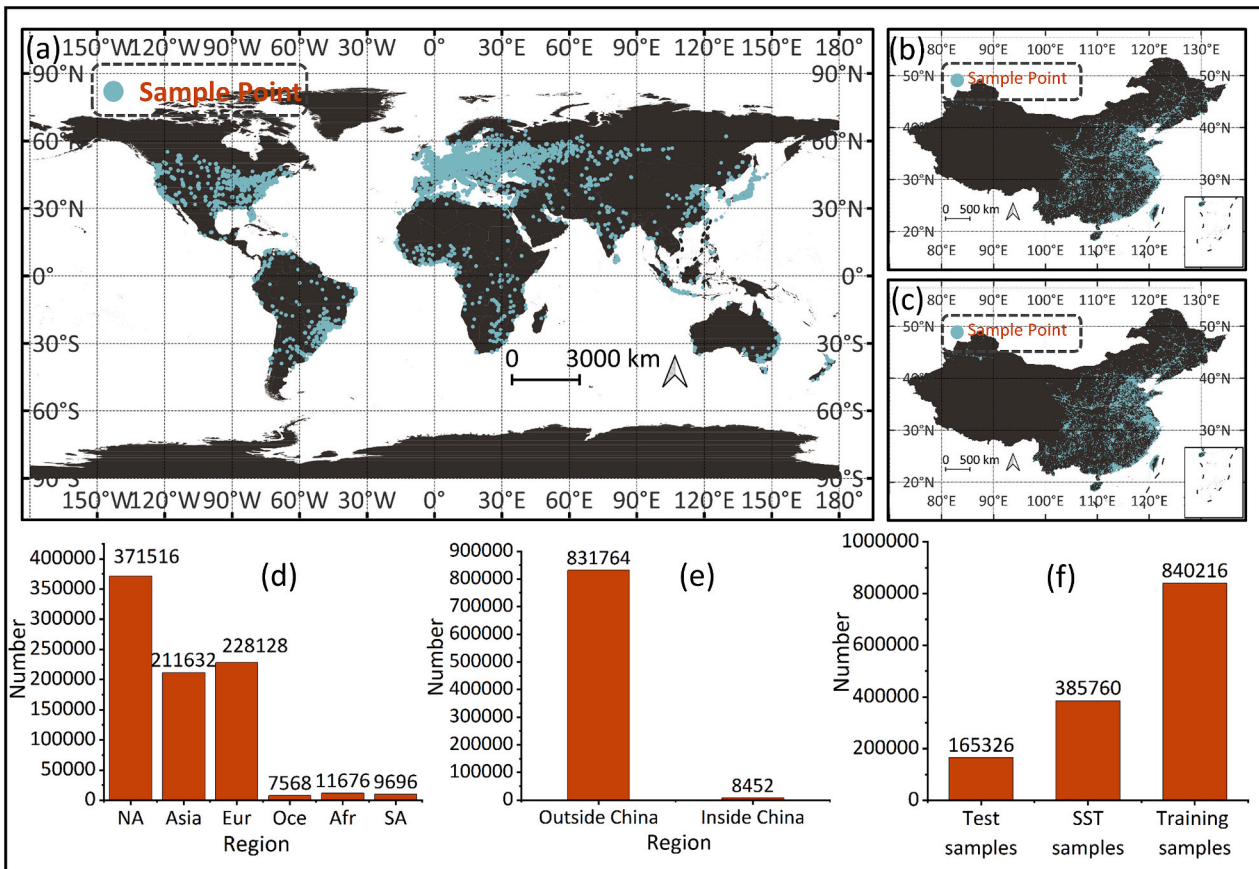 (a)
150°W 120°W 90°W 60°W 30°W 0° 30°E 60°E 90°E 120°E 150°E 180°
90°N
60°N
30°N
0°
30°S
60°S
90°S
Sample Point
0 3000 km
90°N
60°N
30°N
0°
30°S
60°S
90°S
150°W 120°W 90°W 60°W 30°W 0° 30°E 60°E 90°E 120°E 150°E 180°
(b)
80°E 90°E 100°E 110°E 120°E 130°E
Sample Point
50°N
40°N
30°N
20°N
0 500 km
50°N
40°N
30°N
20°N
80°E 90°E 100°E 110°E 120°E
(c)
80°E 90°E 100°E 110°E 120°E 130°E
Sample Point
50°N
40°N
30°N
20°N
0 500 km
50°N
40°N
30°N
20°N
80°E 90°E 100°E 110°E 120°E
(d)
Number
400000
350000
300000
250000
200000
150000
100000
50000
0
371516
211632
228128
7568
11676
9696
NA Asia Eur Oce Afr SA
Region
(e)
Number
900000
800000
700000
600000
500000
400000
300000
200000
100000
0
831764
8452
Outside China Inside China
Region
(f)
Number
1000000
800000
600000
400000
200000
0
165326
385760
840216
Test SST Training
samples samples samples